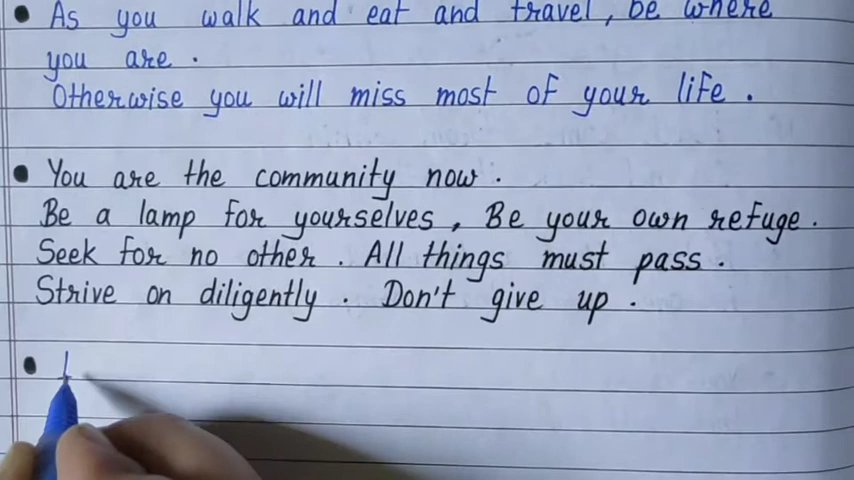 • As you walk and eat and travel, be where
you are.
Otherwise you will miss most of your life.
• You are the community now.
Be a lamp for yourselves, Be your own refuge.
Seek for no other. All things must pass.
Strive on diligently. Don't give up.
•